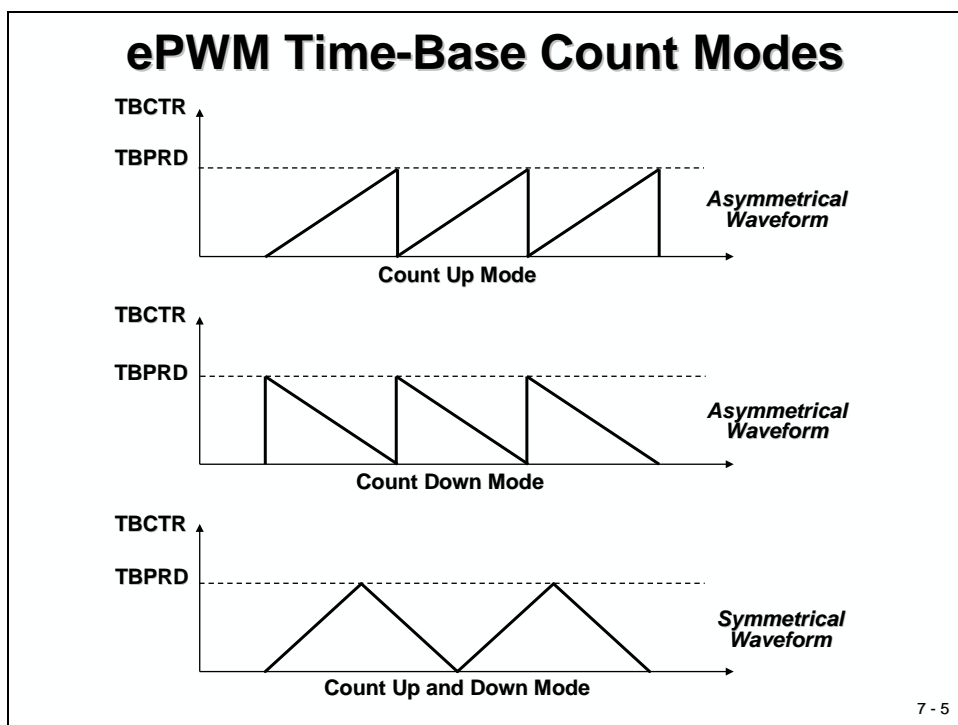 ePWM Time-Base Count Modes
TBCTR
TBPRD
Asymmetrical
Waveform
Count Up Mode
TBCTR
TBPRD
Asymmetrical
Waveform
Count Down Mode
TBCTR
TBPRD
Symmetrical
Waveform
Count Up and Down Mode
7 - 5